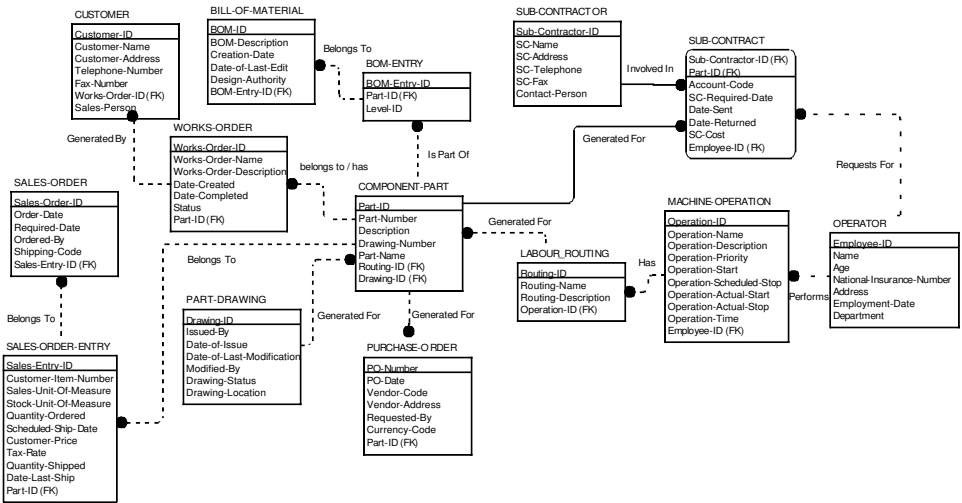 CUSTOMER
Customer-ID
Customer-Name
Customer-Address
Telephone-Number
Fax-Number
Works-Order-ID (FK)
Sales-Person
BILL-OF-MATERIAL
BOM-ID
BOM-Description
Creation-Date
Date-of-Last-Edit
Design-Authority
BOM-Entry-ID (FK)
Belongs To
BOM-ENTRY
BOM-Entry-ID
Part-ID (FK)
Level-ID
SUB-CONTRACTOR
Sub-Contractor-ID
SC-Name
SC-Address
SC-Telephone
SC-Fax
Contact-Person
Involved In
SUB-CONTRACT
Sub-Contractor-ID (FK)
Part-ID (FK)
Account-Code
SC-Required-Date
Date-Sent
Date-Returned
SC-Cost
Employee-ID (FK)
Generated By
WORKS-ORDER
Works-Order-ID
Works-Order-Name
Works-Order-Description
Date-Created
Date-Completed
Status
Part-ID (FK)
belongs to / has
Is Part Of
Generated For
Requests For
SALES-ORDER
Sales-Order-ID
Order-Date
Required-Date
Ordered-By
Shipping-Code
Sales-Entry-ID (FK)
COMPONENT-PART
Part-ID
Part-Number
Description
Drawing-Number
Part-Name
Routing-ID (FK)
Drawing-ID (FK)
Generated For
LABOUR_ROUTING
Routing-ID
Routing-Name
Routing-Description
Operation-ID (FK)
Has
MACHINE-OPERATION
Operation-ID
Operation-Name
Operation-Description
Operation-Priority
Operation-Start
Operation-Scheduled-Stop
Operation-Actual-Start
Operation-Actual-Stop
Operation-Time
Employee-ID (FK)
Performs
OPERATOR
Employee-ID
Name
Age
National-Insurance-Number
Address
Employment-Date
Department
Belongs To
Belongs To
PART-DRAWING
Drawing-ID
Issued-By
Date-of-Issue
Date-of-Last-Modification
Modified-By
Drawing-Status
Drawing-Location
Generated For
Generated For
PURCHASE-ORDER
PO-Number
PO-Date
Vendor-Code
Vendor-Address
Requested-By
Currency-Code
Part-ID (FK)
SALES-ORDER-ENTRY
Sales-Entry-ID
Customer-Item-Number
Sales-Unit-Of-Measure
Stock-Unit-Of-Measure
Quantity-Ordered
Scheduled-Ship-Date
Customer-Price
Tax-Rate
Quantity-Shipped
Date-Last-Ship
Part-ID (FK)